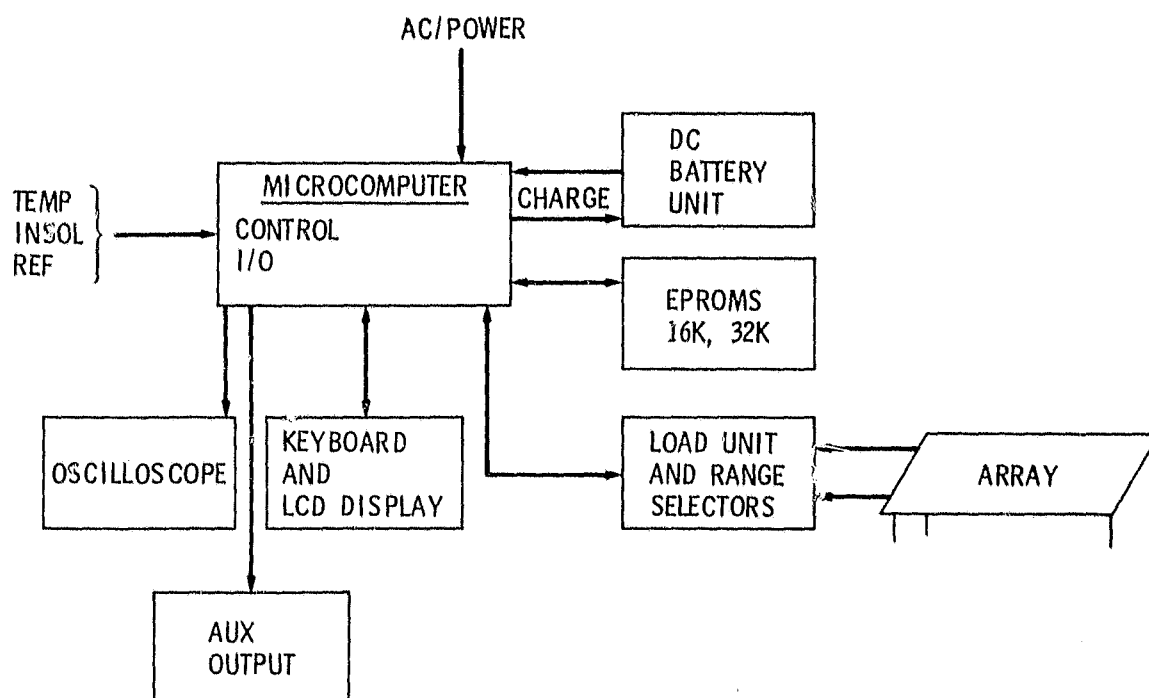 AC/POWER
DC
BATTERY
UNIT
MICROCOMPUTER
CHARGE
CONTROL
I/O
TEMP
INSOL
REF
EPROMS
16K, 32K
OSCILLOSCOPE
KEYBOARD
AND
LCD DISPLAY
LOAD UNIT
AND RANGE
SELECTORS
ARRAY
AUX
OUTPUT